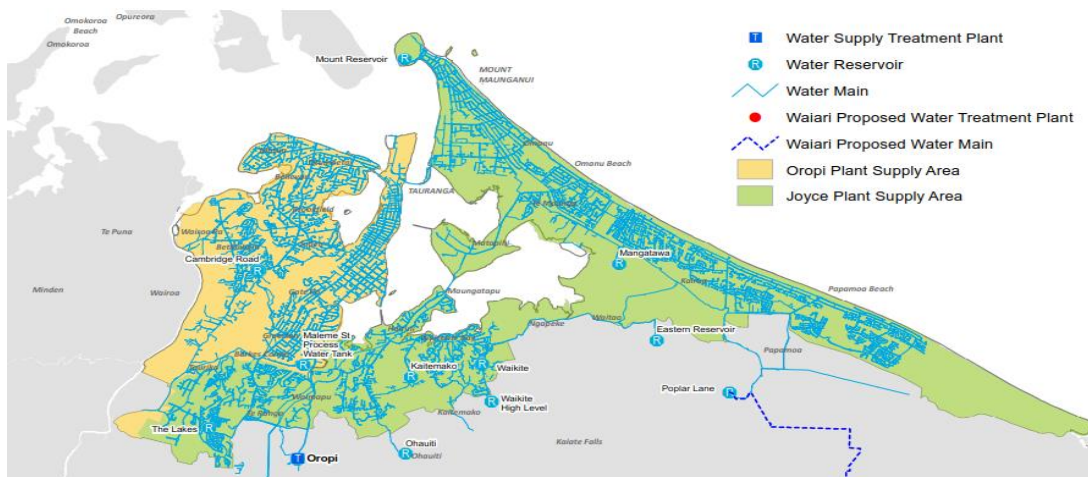 Omokoroa
Beach
Opureora
Omokoroa
Mount Reservoir
MOUNT
MAUNGANUI
Water Supply Treatment Plant
Water Reservoir
Water Main
Waiari Proposed Water Treatment Plant
Waiari Proposed Water Main
Oropi Plant Supply Area
Joyce Plant Supply Area
Omanu Beach
TAURANGA
Te Puna
Matapihi
Cambridge Road
Mangatawa
Minden
Wairoa
Maungatapu
Papamoa Beach
Ngapeke
Waitao
Eastern Reservoir
Maleme St
Process
Water Tank
Papamoa
Kaitemako
Waikite
Poplar Lane
Waikite
High Level
Kaitemako
The Lakes
Kaiate Falls
Ohauiti
Ohauiti
Oropi
R
T